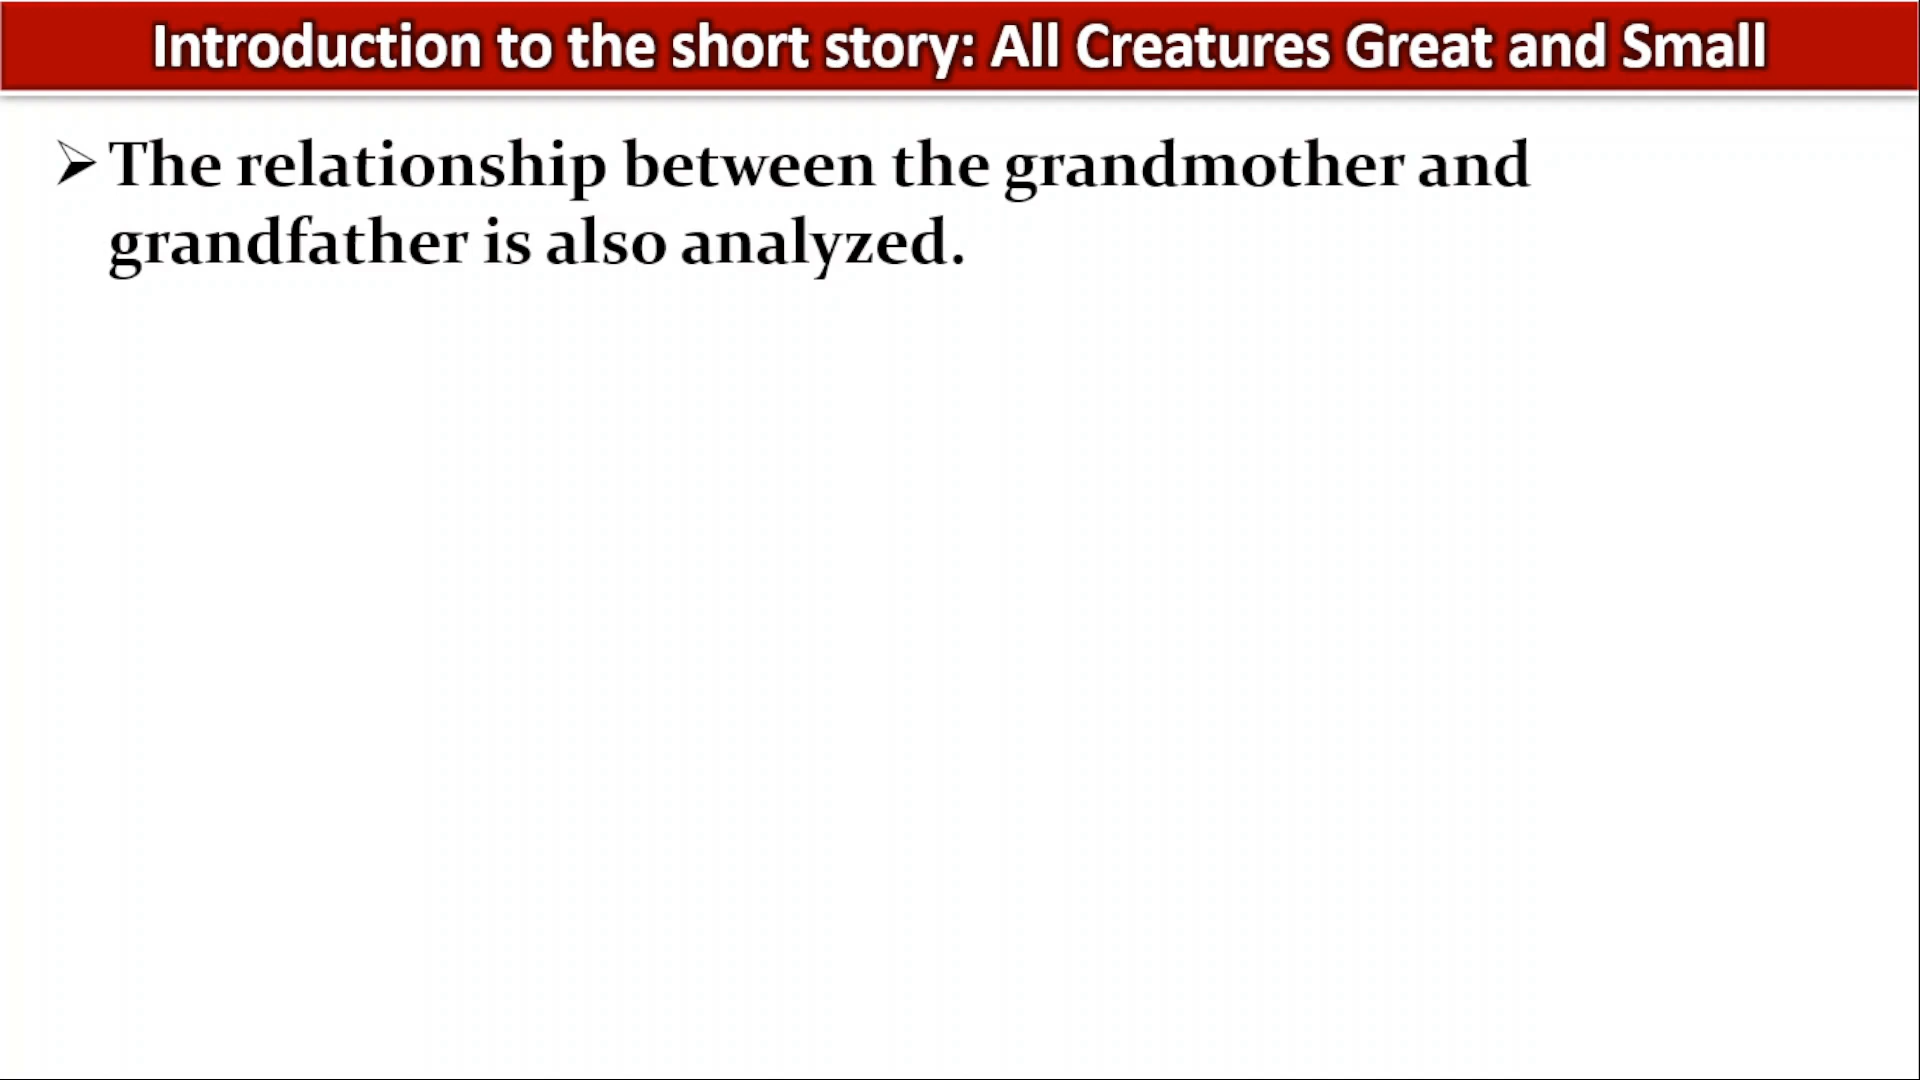 Introduction to the short story: All Creatures Great and Small
➢ The relationship between the grandmother and
grandfather is also analyzed.